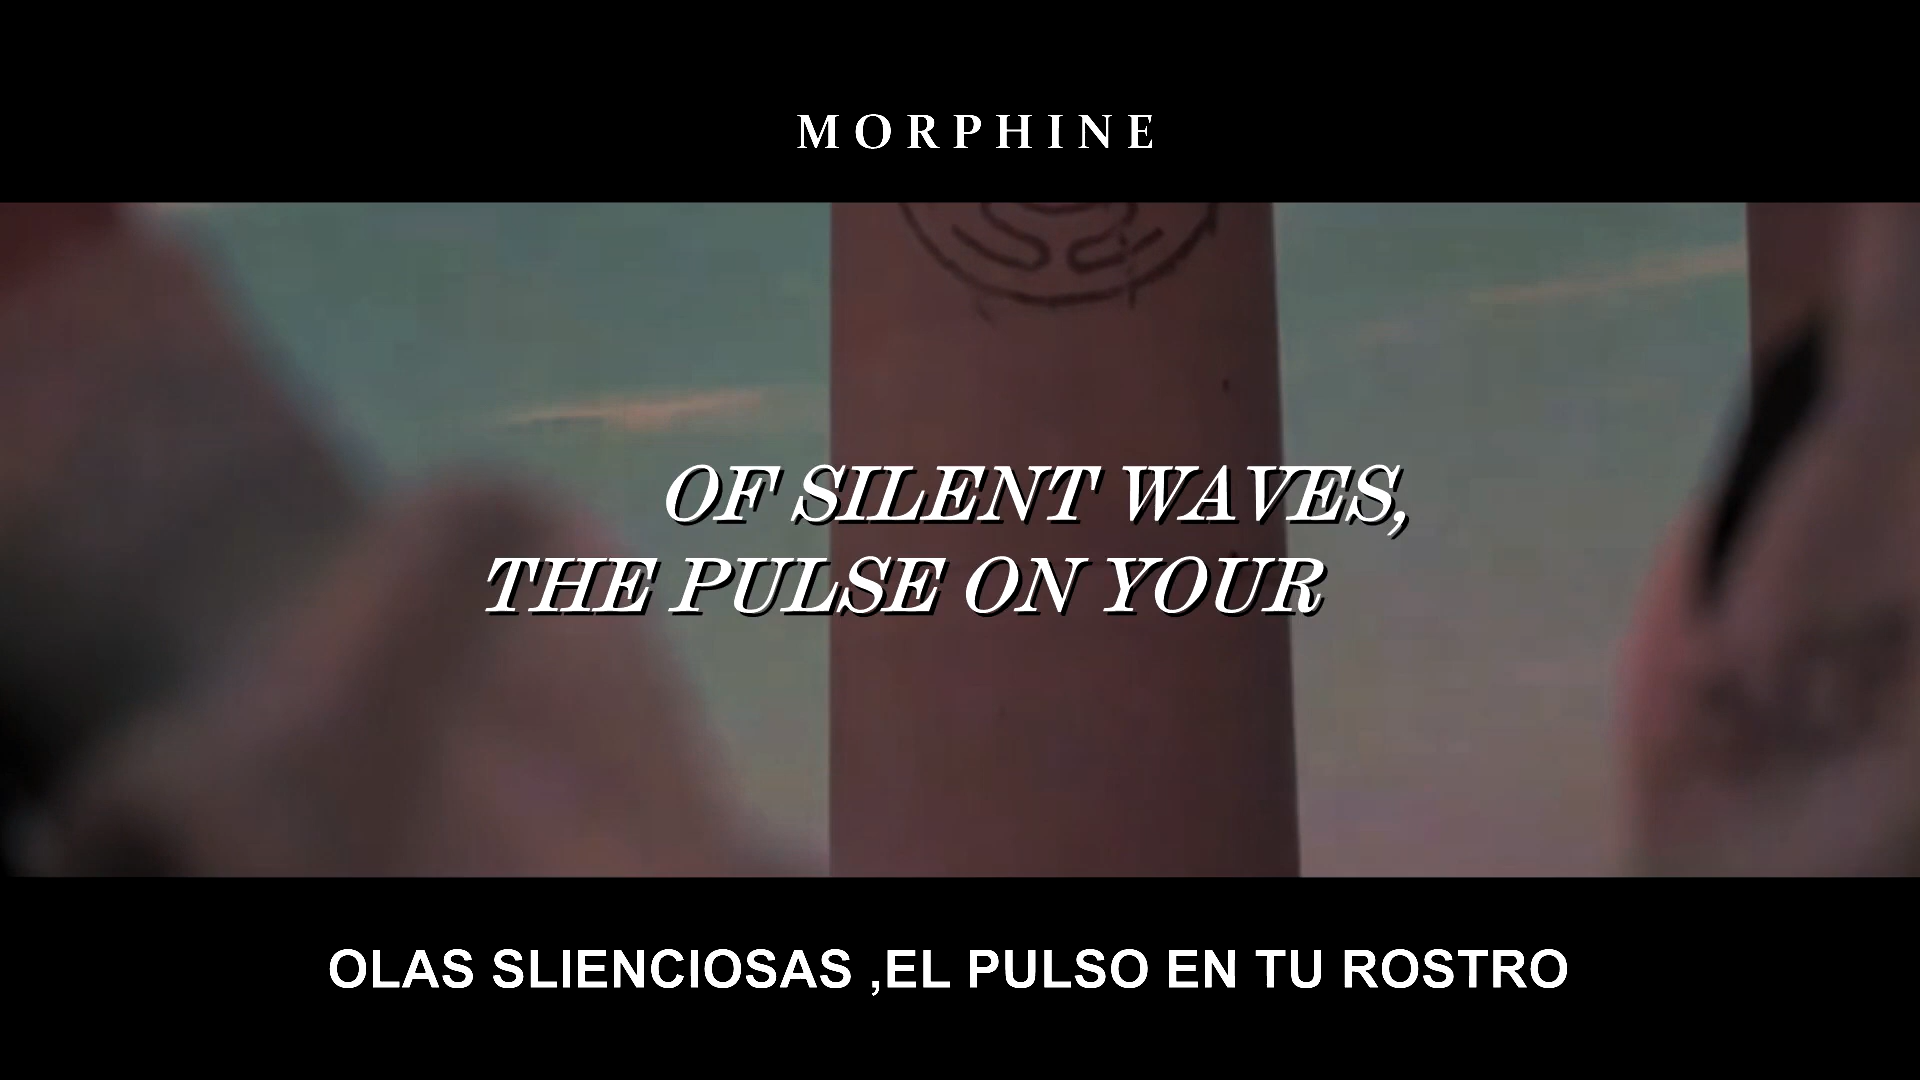 MORPHINE
OF SILENT WAVES,
THE PULSE ON YOUR
OLAS SLIENCIOSAS ,EL PULSO EN TU ROSTRO